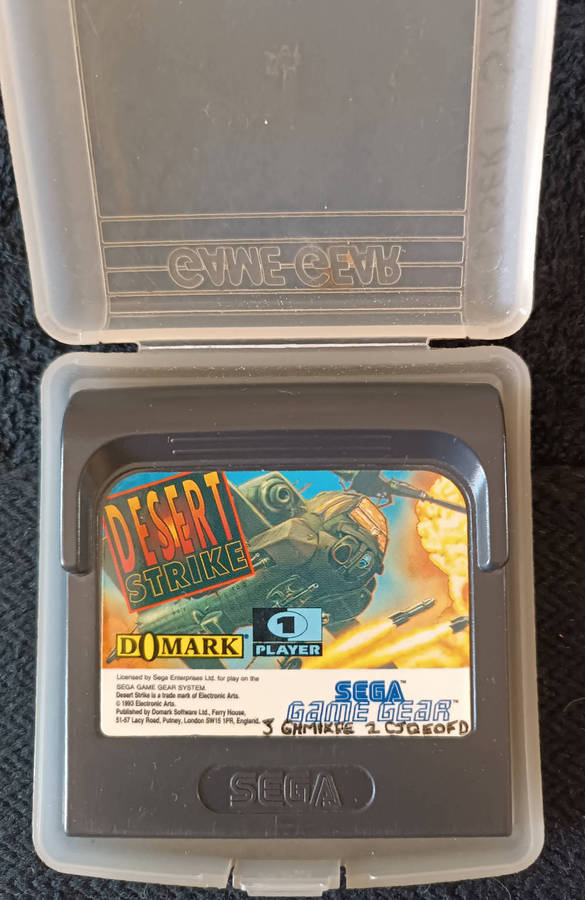 GAME GEAR
DESERT
STRIKE
DOMARK
1
PLAYER
Licensed by Sega Enterprises Ltd. for play on the
SEGA GAME GEAR SYSTEM.
Desert Strike is a trade mark of Electronic Arts.
© 1993 Electronic Arts.
Published by Domark Software Ltd., Ferry House,
51-57 Lacy Road, Putney, London SW15 1PR, England.
SEGA™
GAME GEAR™
SEGA